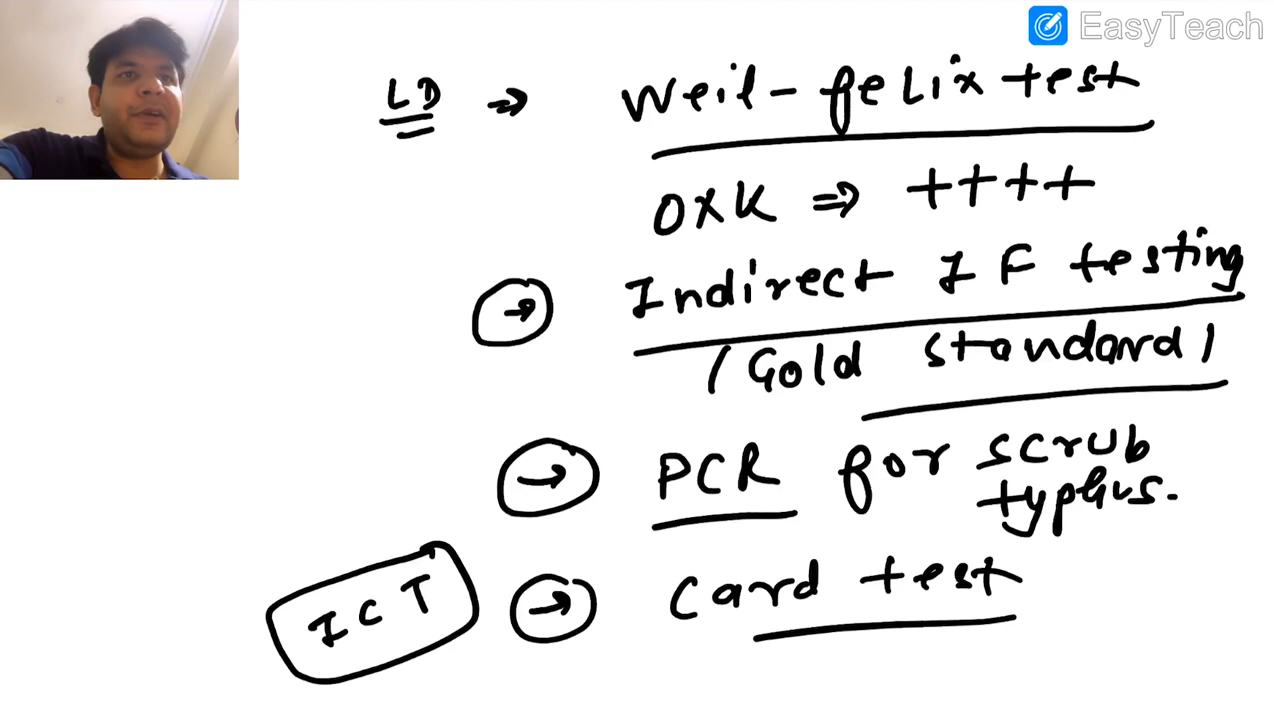 EasyTeach
LD → Weil-felix test
OXK ⇒ ++++
→ Indirect IF testing
(Gold standard)
→ PCR for scrub
typhus.
ICT → card test